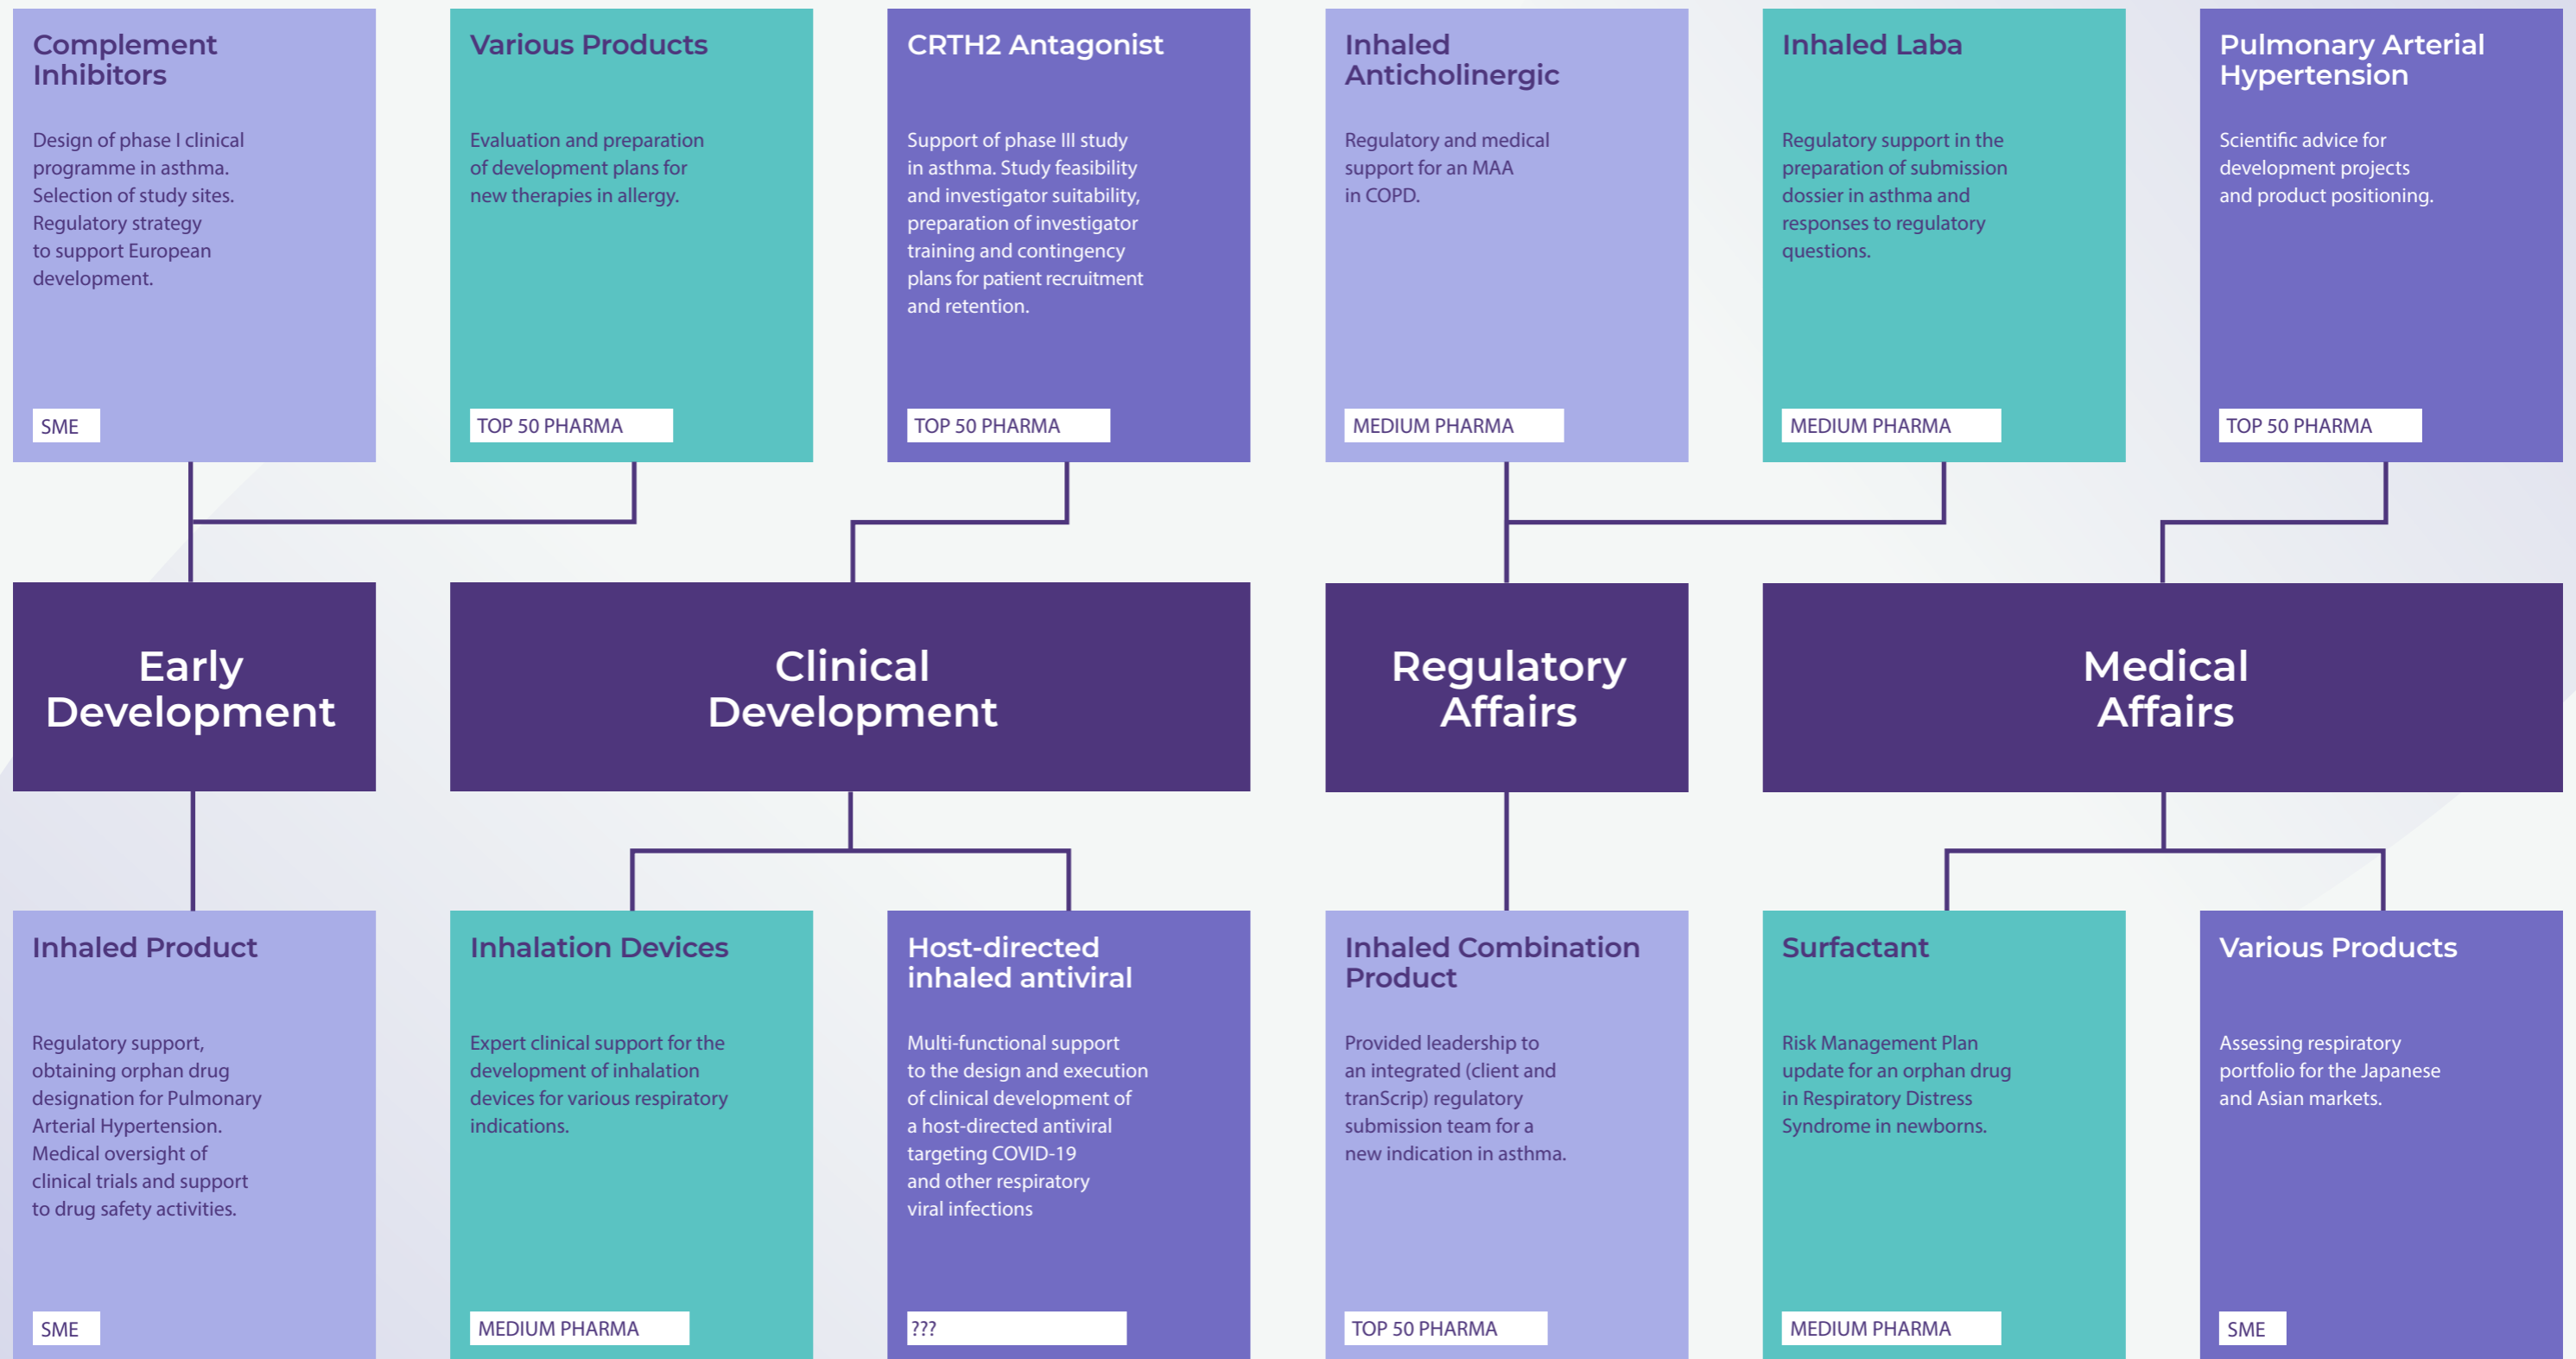 Complement
Inhibitors
Design of phase I clinical
programme in asthma.
Selection of study sites.
Regulatory strategy
to support European
development.
SME
Various Products
Evaluation and preparation
of development plans for
new therapies in allergy.
TOP 50 PHARMA
CRTH2 Antagonist
Support of phase III study
in asthma. Study feasibility
and investigator suitability,
preparation of investigator
training and contingency
plans for patient recruitment
and retention.
TOP 50 PHARMA
Inhaled
Anticholinergic
Regulatory and medical
support for an MAA
in COPD.
MEDIUM PHARMA
Inhaled Laba
Regulatory support in the
preparation of submission
dossier in asthma and
responses to regulatory
questions.
MEDIUM PHARMA
Pulmonary Arterial
Hypertension
Scientific advice for
development projects
and product positioning.
TOP 50 PHARMA
Early
Development
Clinical
Development
Regulatory
Affairs
Medical
Affairs
Inhaled Product
Regulatory support,
obtaining orphan drug
designation for Pulmonary
Arterial Hypertension.
Medical oversight of
clinical trials and support
to drug safety activities.
SME
Inhalation Devices
Expert clinical support for the
development of inhalation
devices for various respiratory
indications.
MEDIUM PHARMA
Host-directed
inhaled antiviral
Multi-functional support
to the design and execution
of clinical development of
a host-directed antiviral
targeting COVID-19
and other respiratory
viral infections
???
Inhaled Combination
Product
Provided leadership to
an integrated (client and
tranScrip) regulatory
submission team for a
new indication in asthma.
TOP 50 PHARMA
Surfactant
Risk Management Plan
update for an orphan drug
in Respiratory Distress
Syndrome in newborns.
MEDIUM PHARMA
Various Products
Assessing respiratory
portfolio for the Japanese
and Asian markets.
SME